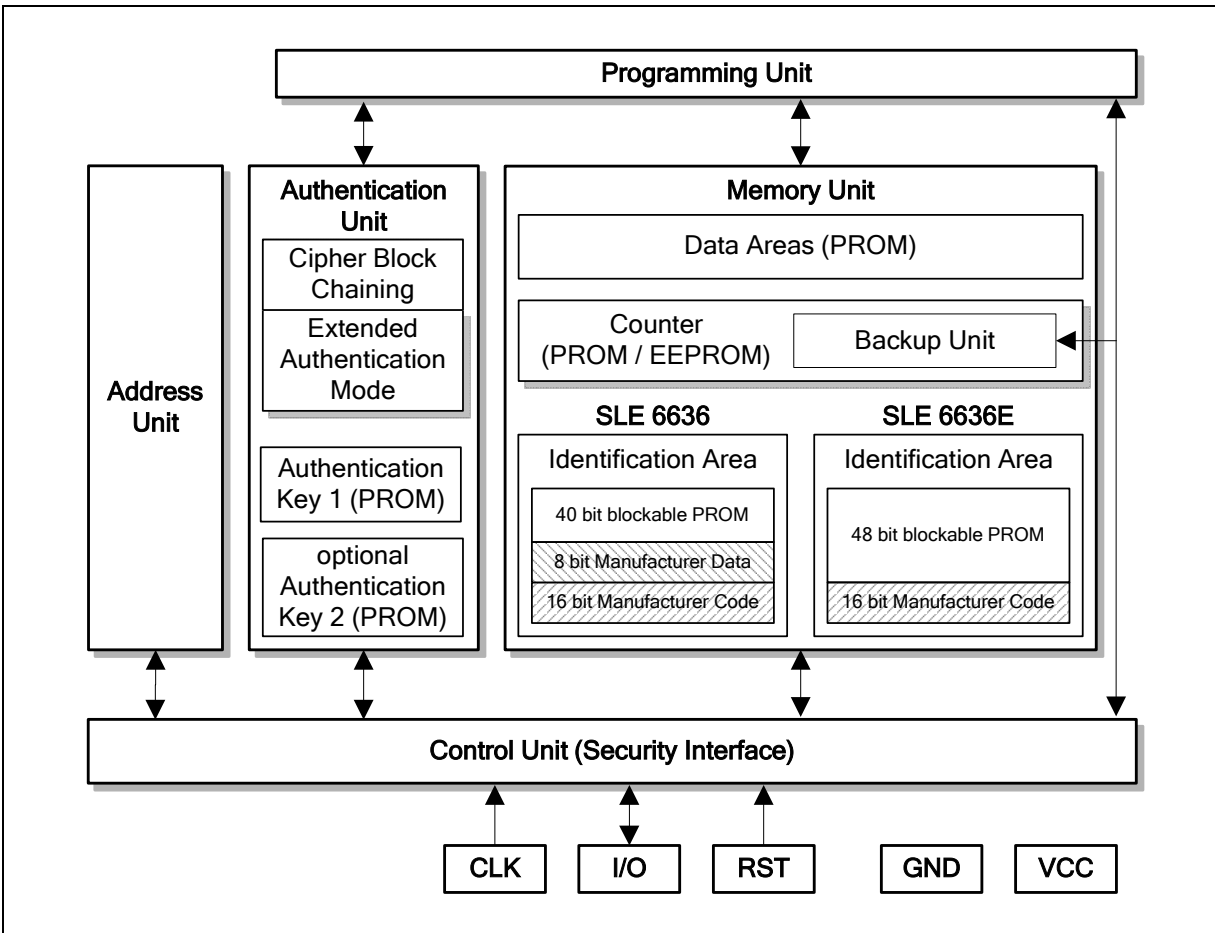 Programming Unit
Address
Unit
Authentication
Unit
Cipher Block
Chaining
Extended
Authentication
Mode
Authentication
Key 1 (PROM)
optional
Authentication
Key 2 (PROM)
Memory Unit
Data Areas (PROM)
Counter
(PROM / EEPROM)
Backup Unit
SLE 6636
Identification Area
40 bit blockable PROM
8 bit Manufacturer Data
16 bit Manufacturer Code
SLE 6636E
Identification Area
48 bit blockable PROM
16 bit Manufacturer Code
Control Unit (Security Interface)
CLK
I/O
RST
GND
VCC